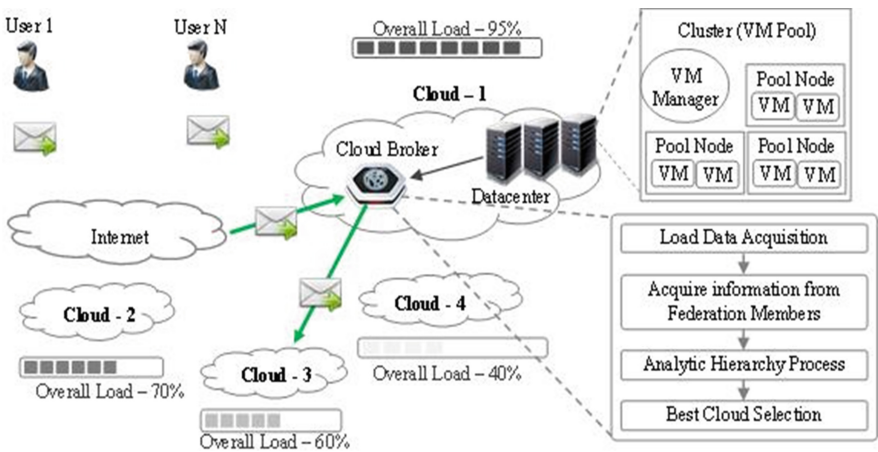 User 1
User N
Overall Load – 95%
Cloud – 1
Cloud Broker
Datacenter
Cluster (VM Pool)
VM
Manager
Pool Node
VM VM
Pool Node
VM VM
Pool Node
VM VM
Internet
Cloud - 2
Overall Load – 70%
Cloud - 3
Overall Load – 60%
Cloud - 4
Overall Load – 40%
Load Data Acquisition
Acquire information from
Federation Members
Analytic Hierarchy Process
Best Cloud Selection